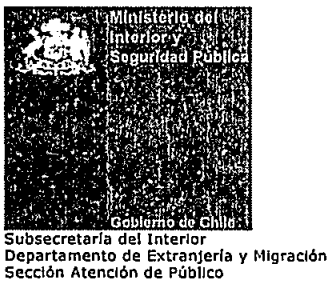 Ministerio del
Interior y
Seguridad Pública
Gobierno de Chile
Subsecretaría del Interior
Departamento de Extranjería y Migración
Sección Atención de Público